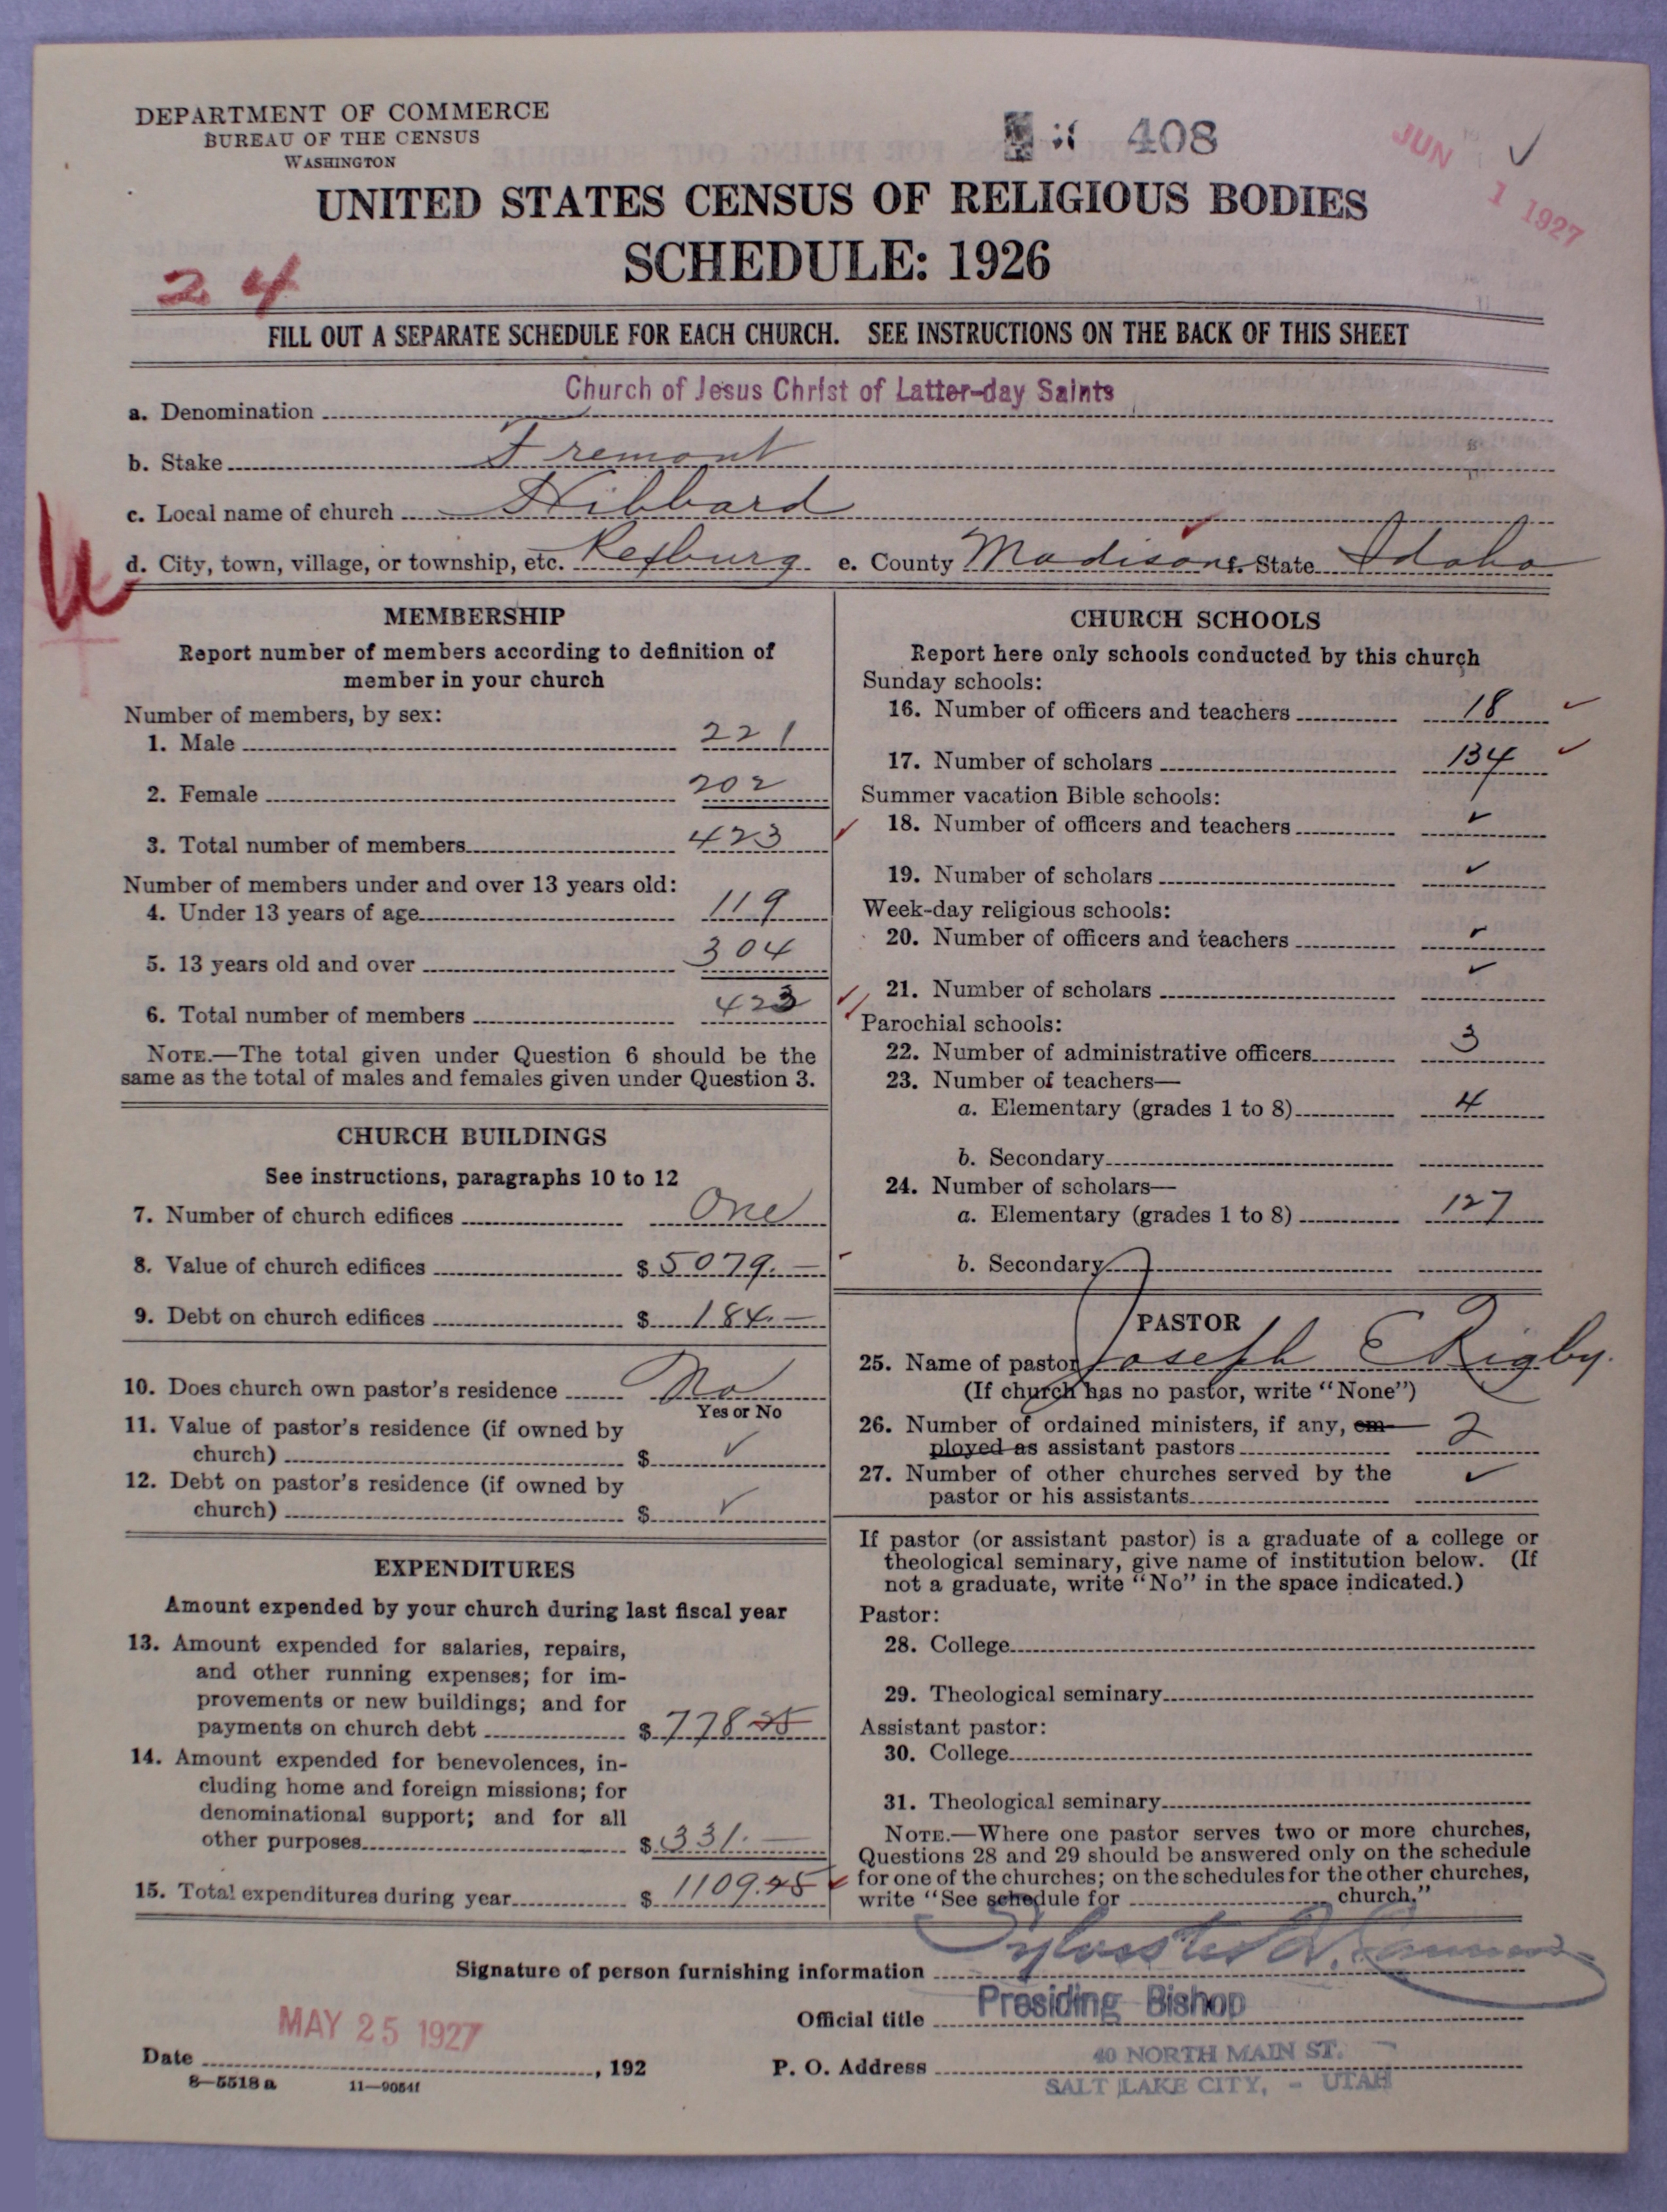 DEPARTMENT OF COMMERCE
BUREAU OF THE CENSUS
WASHINGTON
408
JUN 1 1927
UNITED STATES CENSUS OF RELIGIOUS BODIES
SCHEDULE: 1926
24
FILL OUT A SEPARATE SCHEDULE FOR EACH CHURCH. SEE INSTRUCTIONS ON THE BACK OF THIS SHEET
a. Denomination Church of Jesus Christ of Latter-day Saints
b. Stake Fremont
c. Local name of church Hibbard
d. City, town, village, or township, etc. Rexburg e. County Madison f. State Idaho
MEMBERSHIP
Report number of members according to definition of
member in your church
Number of members, by sex:
1. Male 221
2. Female 202
3. Total number of members 423
Number of members under and over 13 years old:
4. Under 13 years of age 119
5. 13 years old and over 304
6. Total number of members 423
NOTE.—The total given under Question 6 should be the
same as the total of males and females given under Question 3.
CHURCH BUILDINGS
See instructions, paragraphs 10 to 12
7. Number of church edifices One
8. Value of church edifices $ 5079.—
9. Debt on church edifices $ 184.—
10. Does church own pastor's residence No
Yes or No
11. Value of pastor's residence (if owned by
church) $ ✓
12. Debt on pastor's residence (if owned by
church) $ ✓
EXPENDITURES
Amount expended by your church during last fiscal year
13. Amount expended for salaries, repairs,
and other running expenses; for im-
provements or new buildings; and for
payments on church debt $ 778
14. Amount expended for benevolences, in-
cluding home and foreign missions; for
denominational support; and for all
other purposes $ 331.—
15. Total expenditures during year $ 1109.
CHURCH SCHOOLS
Report here only schools conducted by this church
Sunday schools:
16. Number of officers and teachers 18 ✓
17. Number of scholars 134 ✓
Summer vacation Bible schools:
18. Number of officers and teachers ✓
19. Number of scholars ✓
Week-day religious schools:
20. Number of officers and teachers ✓
21. Number of scholars ✓
Parochial schools:
22. Number of administrative officers 3
23. Number of teachers—
a. Elementary (grades 1 to 8) 4
b. Secondary
24. Number of scholars—
a. Elementary (grades 1 to 8) 127
b. Secondary
PASTOR
25. Name of pastor Joseph E Rigby.
(If church has no pastor, write "None")
26. Number of ordained ministers, if any, em-
ployed as assistant pastors 2
27. Number of other churches served by the
pastor or his assistants ✓
If pastor (or assistant pastor) is a graduate of a college or
theological seminary, give name of institution below. (If
not a graduate, write "No" in the space indicated.)
Pastor:
28. College
29. Theological seminary
Assistant pastor:
30. College
31. Theological seminary
NOTE.—Where one pastor serves two or more churches,
Questions 28 and 29 should be answered only on the schedule
for one of the churches; on the schedules for the other churches,
write "See schedule for church."
Signature of person furnishing information Sylvester Q. Cannon
Official title Presiding Bishop
MAY 25 1927
Date , 192
P. O. Address 40 NORTH MAIN ST.
SALT LAKE CITY, - UTAH
8—5518 a 11—9054f